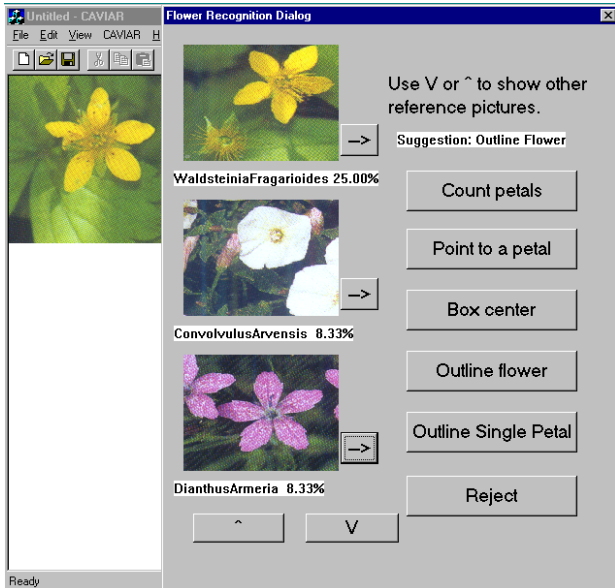 Untitled - CAVIAR
File Edit View CAVIAR H
Flower Recognition Dialog
Use V or ^ to show other
reference pictures.
-->
Suggestion: Outline Flower
WaldsteiniaFragarioides 25.00%
Count petals
Point to a petal
-->
Box center
ConvolvulusArvensis 8.33%
Outline flower
Outline Single Petal
-->
DianthusArmeria 8.33%
Reject
^
V
Ready